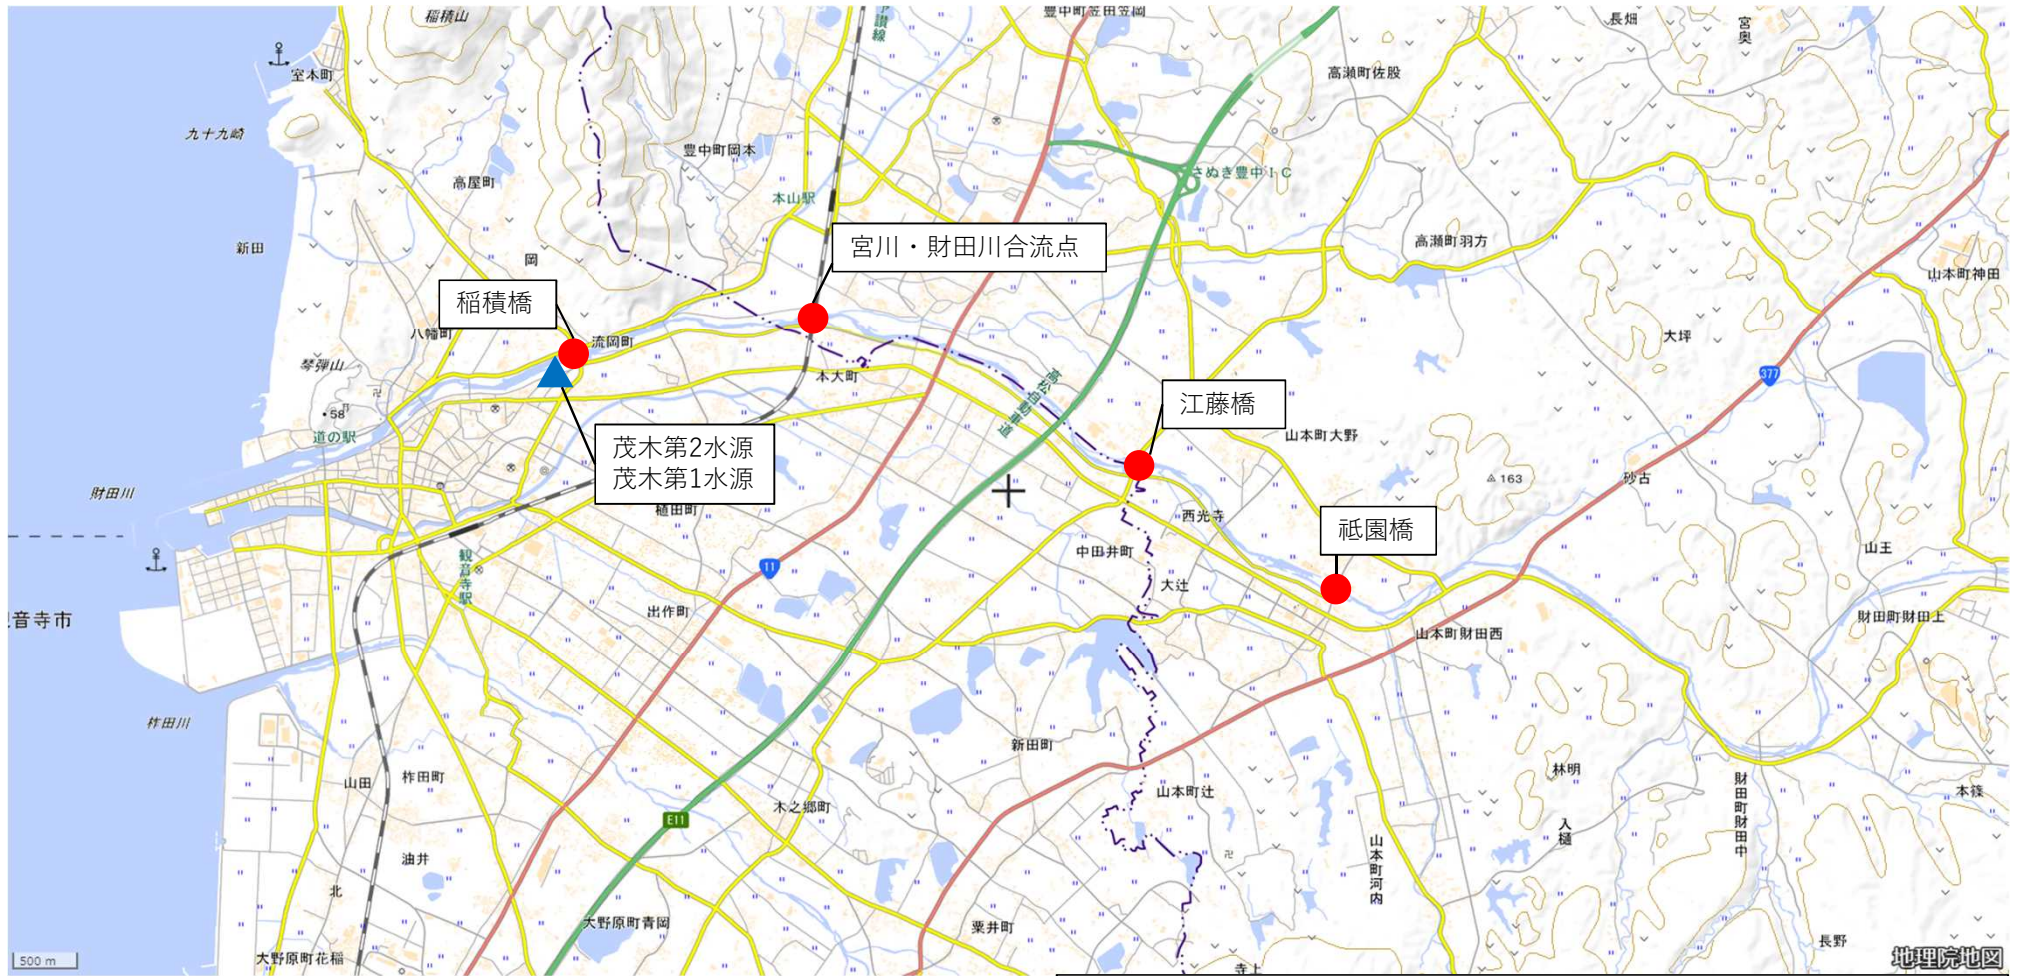 稲積山
予讃線
豊中町笠田笠岡
長畑
宮奥
室本町
高瀬町佐股
九十九崎
豊中町岡本
高屋町
さぬき豊中IC
本山駅
宮川・財田川合流点
新田
岡
高瀬町羽方
山本町神田
稲積橋
八幡町
流岡町
大坪
琴弾山
本大町
高松自動車道
377
江藤橋
58
道の駅
山本町大野
茂木第2水源
茂木第1水源
163
砂古
財田川
植田町
西光寺
祗園橋
中田井町
山王
観音寺駅
11
大辻
出作町
音寺市
財田町財田上
山本町財田西
柞田川
新田町
林明
山田
柞田町
山本町辻
財田町財田中
本篠
木之郷町
E11
入樋
油井
山本町河内
北
大野原町青岡
粟井町
長野
大野原町花稲
500 m
寺上
地理院地図